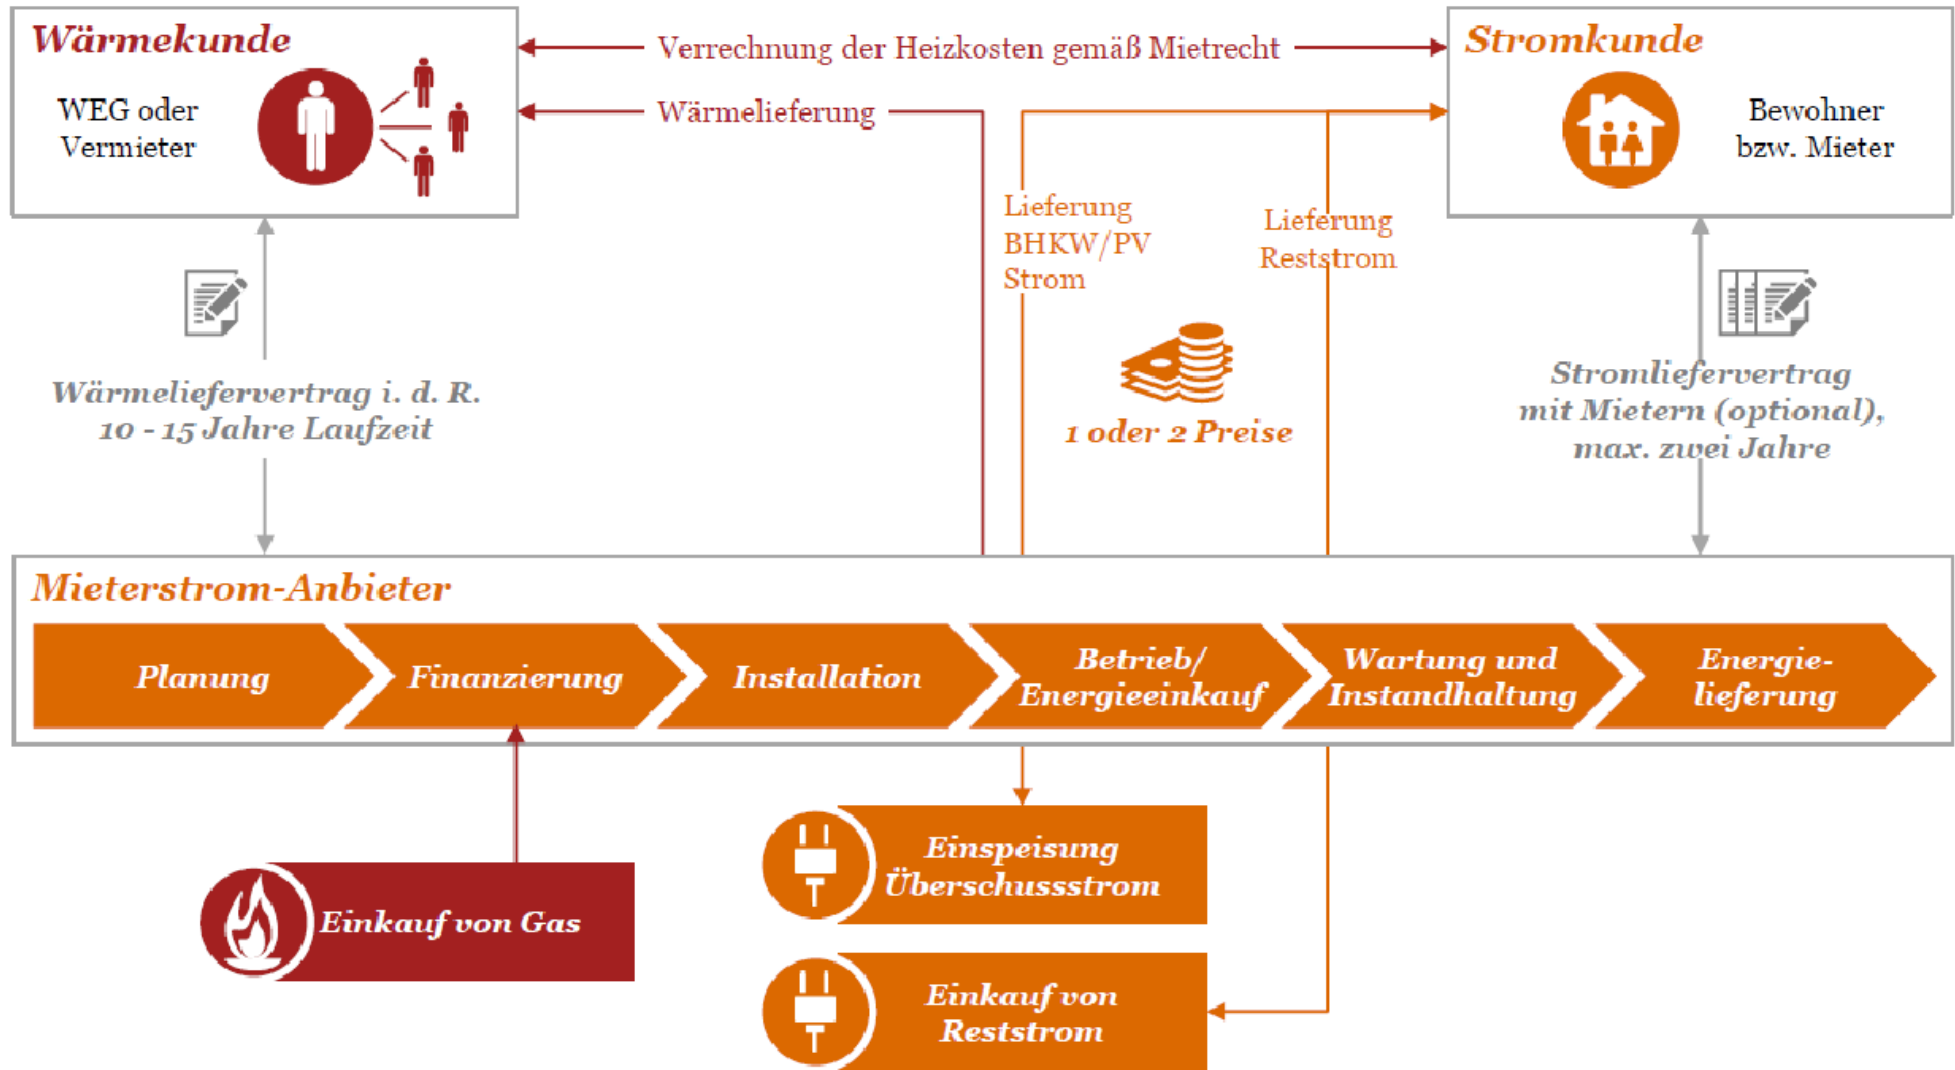 Wärmekunde
WEG oder
Vermieter
Verrechnung der Heizkosten gemäß Mietrecht
Wärmelieferung
Stromkunde
Bewohner
bzw. Mieter
Lieferung
BHKW/PV
Strom
Lieferung
Reststrom
1 oder 2 Preise
Wärmeliefervertrag i. d. R.
10 - 15 Jahre Laufzeit
Stromliefervertrag
mit Mietern (optional),
max. zwei Jahre
Mieterstrom-Anbieter
Planung
Finanzierung
Installation
Betrieb/
Energieeinkauf
Wartung und
Instandhaltung
Energie-
lieferung
Einkauf von Gas
Einspeisung
Überschussstrom
Einkauf von
Reststrom